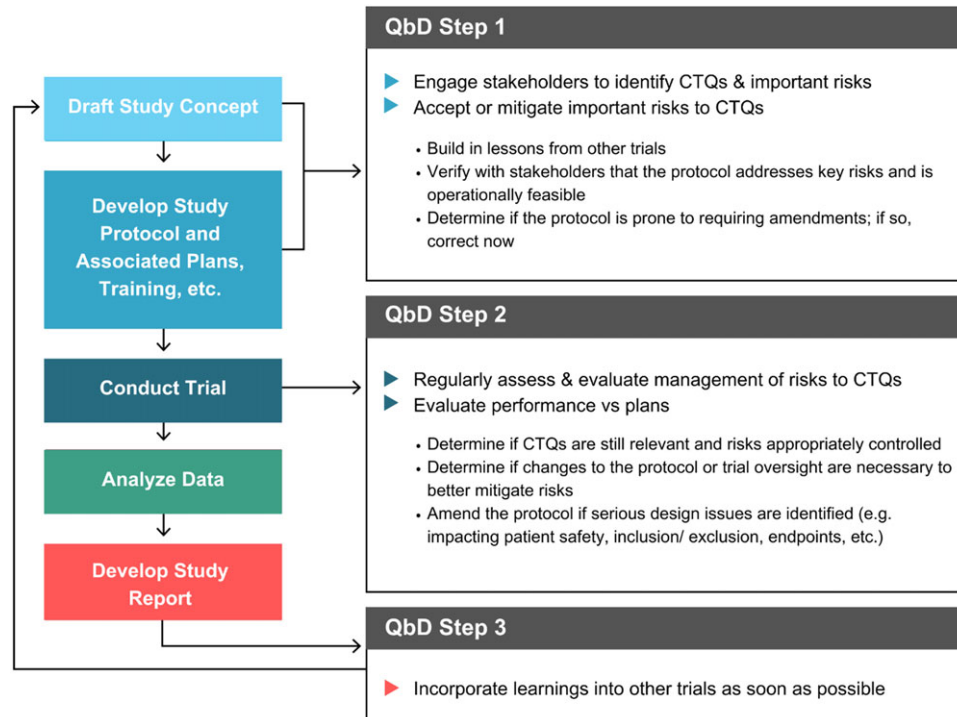 Draft Study Concept
Develop Study
Protocol and
Associated Plans,
Training, etc.
Conduct Trial
Analyze Data
Develop Study
Report
QbD Step 1
Engage stakeholders to identify CTQs & important risks
Accept or mitigate important risks to CTQs
• Build in lessons from other trials
• Verify with stakeholders that the protocol addresses key risks and is
operationally feasible
• Determine if the protocol is prone to requiring amendments; if so,
correct now
QbD Step 2
Regularly assess & evaluate management of risks to CTQs
Evaluate performance vs plans
• Determine if CTQs are still relevant and risks appropriately controlled
• Determine if changes to the protocol or trial oversight are necessary to
better mitigate risks
• Amend the protocol if serious design issues are identified (e.g.
impacting patient safety, inclusion/ exclusion, endpoints, etc.)
QbD Step 3
Incorporate learnings into other trials as soon as possible